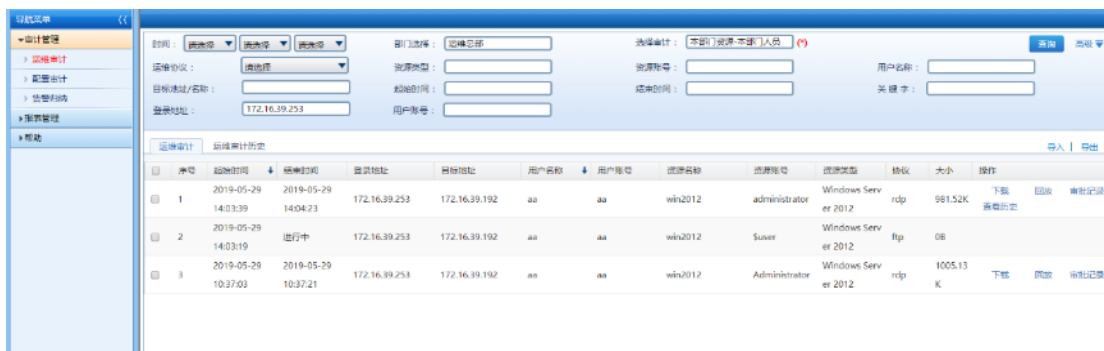 导航菜单
审计管理
运维审计
配置审计
告警归纳
报表管理
帮助
时间： 请选择 请选择 请选择 部门选择： 运维总部 选择审计： 本部门资源-本部门人员 (*) 查询 高级
运维协议： 请选择 资源类型： 资源账号： 用户名称：
目标地址/名称： 起始时间： 结束时间： 关 键 字：
登录地址： 172.16.39.253 用户账号：
运维审计 运维审计历史 导入 | 导出
序号 起始时间 结束时间 登录地址 目标地址 用户名称 用户账号 资源名称 资源账号 资源类型 协议 大小 操作
1 2019-05-29 14:03:39 2019-05-29 14:04:23 172.16.39.253 172.16.39.192 aa aa win2012 administrator Windows Server 2012 rdp 981.52K 下载 回放 审批记录 查看历史
2 2019-05-29 14:03:19 进行中 172.16.39.253 172.16.39.192 aa aa win2012 $user Windows Server 2012 ftp 0B
3 2019-05-29 10:37:03 2019-05-29 10:37:21 172.16.39.253 172.16.39.192 aa aa win2012 Administrator Windows Server 2012 rdp 1005.13K 下载 回放 审批记录